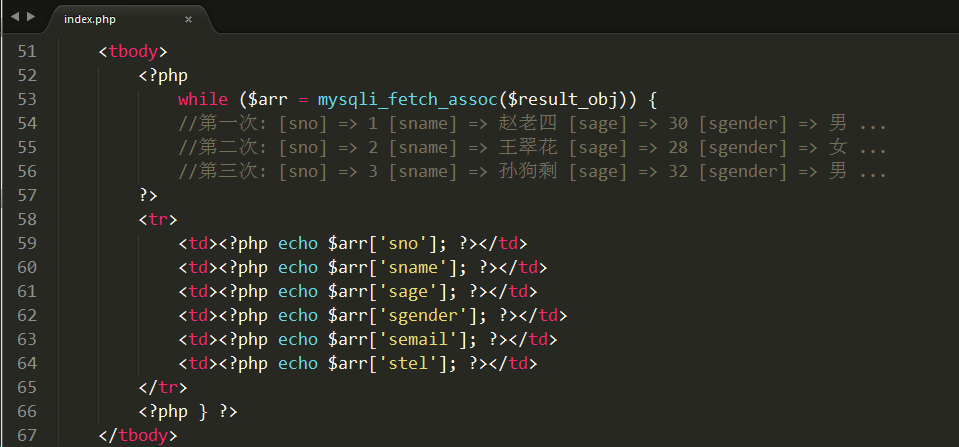 index.php ×
51 <tbody>
52 <?php
53 while ($arr = mysqli_fetch_assoc($result_obj)) {
54 //第一次: [sno] => 1 [sname] => 赵老四 [sage] => 30 [sgender] => 男 ...
55 //第二次: [sno] => 2 [sname] => 王翠花 [sage] => 28 [sgender] => 女 ...
56 //第三次: [sno] => 3 [sname] => 孙狗剩 [sage] => 32 [sgender] => 男 ...
57 ?>
58 <tr>
59 <td><?php echo $arr['sno']; ?></td>
60 <td><?php echo $arr['sname']; ?></td>
61 <td><?php echo $arr['sage']; ?></td>
62 <td><?php echo $arr['sgender']; ?></td>
63 <td><?php echo $arr['semail']; ?></td>
64 <td><?php echo $arr['stel']; ?></td>
65 </tr>
66 <?php } ?>
67 </tbody>